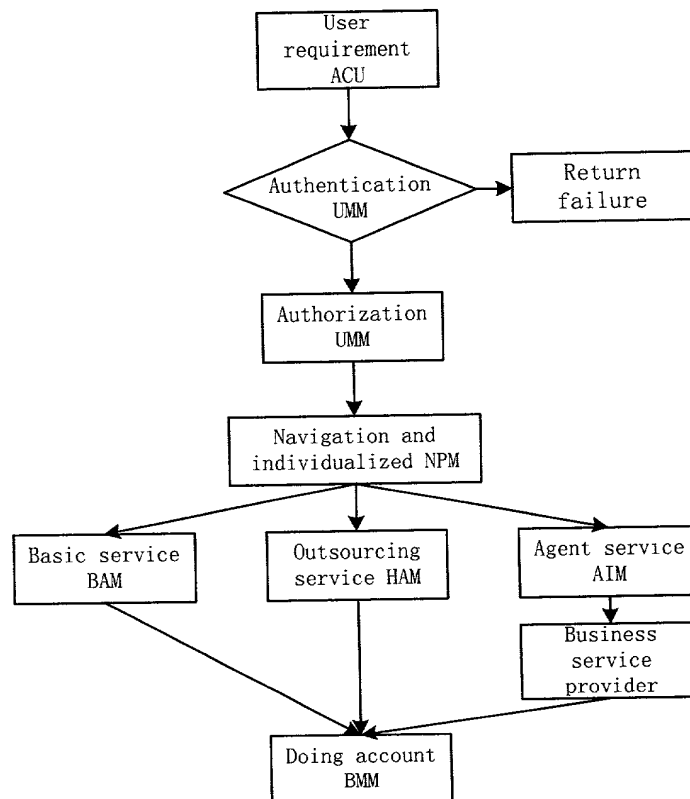 User
requirement
ACU
Authentication
UMM
Return
failure
Authorization
UMM
Navigation and
individualized NPM
Basic service
BAM
Outsourcing
service HAM
Agent service
AIM
Business
service
provider
Doing account
BMM